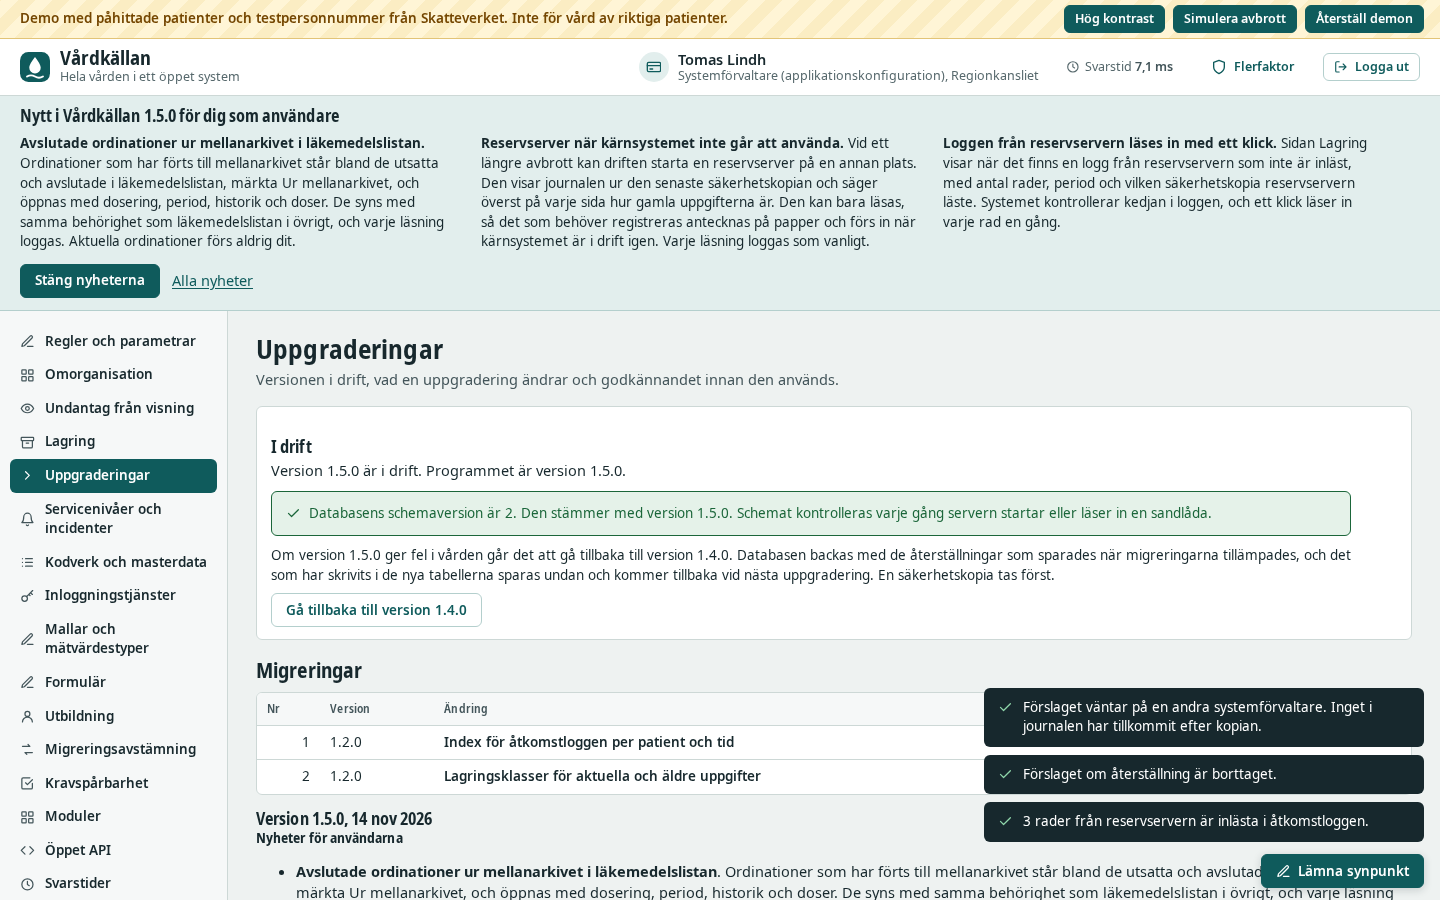 Demo med påhittade patienter och testpersonnummer från Skatteverket. Inte för vård av riktiga patienter.
Hög kontrast
Simulera avbrott
Återställ demon
Vårdkällan
Hela vården i ett öppet system
Tomas Lindh
Systemförvaltare (applikationskonfiguration), Regionkansliet
Svarstid 7,1 ms
Flerfaktor
Logga ut
Nytt i Vårdkällan 1.5.0 för dig som användare
Avslutade ordinationer ur mellanarkivet i läkemedelslistan.
Ordinationer som har förts till mellanarkivet står bland de utsatta
och avslutade i läkemedelslistan, märkta Ur mellanarkivet, och
öppnas med dosering, period, historik och doser. De syns med
samma behörighet som läkemedelslistan i övrigt, och varje läsning
loggas. Aktuella ordinationer förs aldrig dit.
Reservserver när kärnsystemet inte går att använda. Vid ett
längre avbrott kan driften starta en reservserver på en annan plats.
Den visar journalen ur den senaste säkerhetskopian och säger
överst på varje sida hur gamla uppgifterna är. Den kan bara läsas,
så det som behöver registreras antecknas på papper och förs in när
kärnsystemet är i drift igen. Varje läsning loggas som vanligt.
Loggen från reservservern läses in med ett klick. Sidan Lagring
visar när det finns en logg från reservservern som inte är inläst,
med antal rader, period och vilken säkerhetskopia reservservern
läste. Systemet kontrollerar kedjan i loggen, och ett klick läser in
varje rad en gång.
Stäng nyheterna
Alla nyheter
Regler och parametrar
Omorganisation
Undantag från visning
Lagring
Uppgraderingar
Servicenivåer och
incidenter
Kodverk och masterdata
Inloggningstjänster
Mallar och
mätvärdestyper
Formulär
Utbildning
Migreringsavstämning
Kravspårbarhet
Moduler
Öppet API
Svarstider
Uppgraderingar
Versionen i drift, vad en uppgradering ändrar och godkännandet innan den används.
I drift
Version 1.5.0 är i drift. Programmet är version 1.5.0.
Databasens schemaversion är 2. Den stämmer med version 1.5.0. Schemat kontrolleras varje gång servern startar eller läser in en sandlåda.
Om version 1.5.0 ger fel i vården går det att gå tillbaka till version 1.4.0. Databasen backas med de återställningar som sparades när migreringarna tillämpades, och det
som har skrivits i de nya tabellerna sparas undan och kommer tillbaka vid nästa uppgradering. En säkerhetskopia tas först.
Gå tillbaka till version 1.4.0
Migreringar
Nr Version Ändring
1 1.2.0 Index för åtkomstloggen per patient och tid
2 1.2.0 Lagringsklasser för aktuella och äldre uppgifter
Version 1.5.0, 14 nov 2026
Nyheter för användarna
Avslutade ordinationer ur mellanarkivet i läkemedelslistan. Ordinationer som har förts till mellanarkivet står bland de utsatta och avslutad
märkta Ur mellanarkivet, och öppnas med dosering, period, historik och doser. De syns med samma behörighet som läkemedelslistan i övrigt, och varje läsning
Förslaget väntar på en andra systemförvaltare. Inget i
journalen har tillkommit efter kopian.
Förslaget om återställning är borttaget.
3 rader från reservservern är inlästa i åtkomstloggen.
Lämna synpunkt